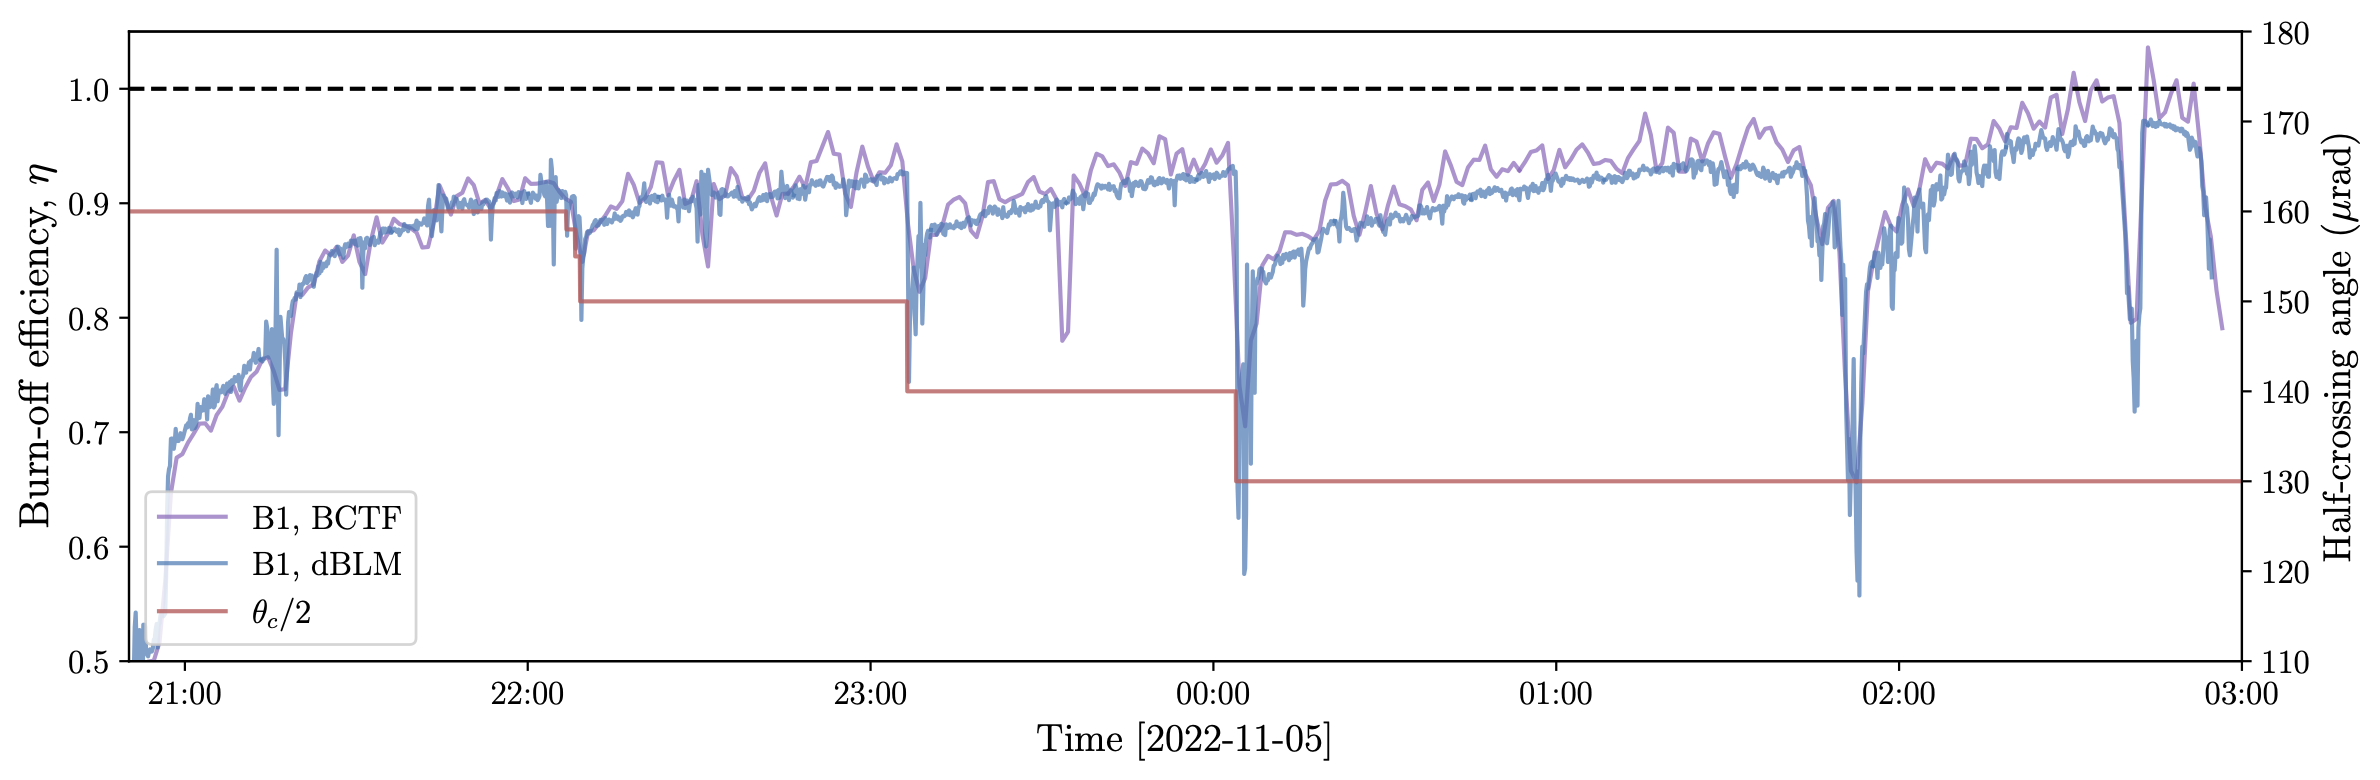 Burn-off efficiency, η
1.0
0.9
0.8
0.7
0.6
0.5
B1, BCTF
B1, dBLM
θc/2
180
170
160
150
140
130
120
110
Half-crossing angle (μrad)
21:00 22:00 23:00 00:00 01:00 02:00 03:00
Time [2022-11-05]